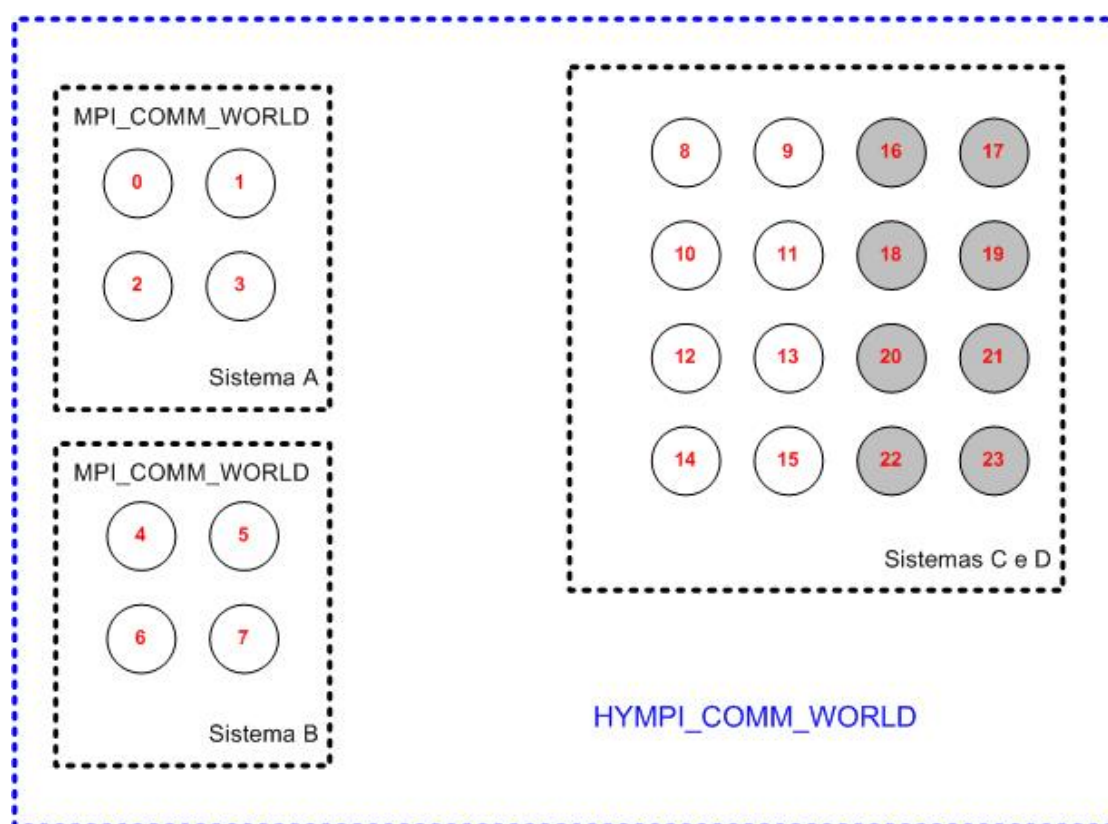 MPI_COMM_WORLD
0 1
2 3
Sistema A
MPI_COMM_WORLD
4 5
6 7
Sistema B
8 9 16 17
10 11 18 19
12 13 20 21
14 15 22 23
Sistemas C e D
HYMPI_COMM_WORLD